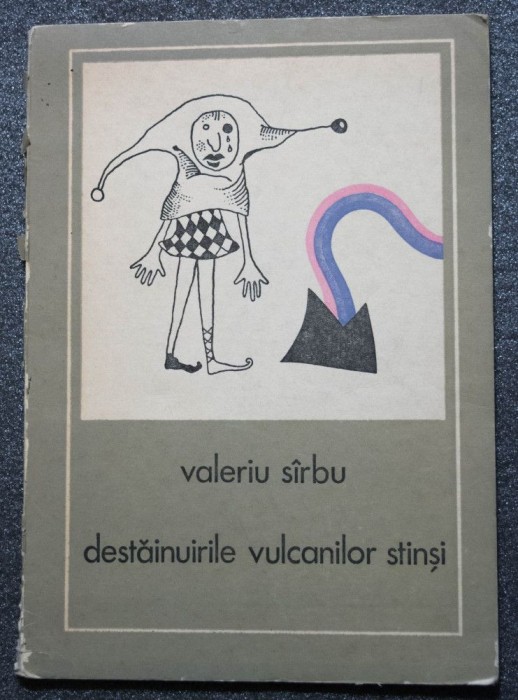 valeriu sîrbu
destăinuirile vulcanilor stinși